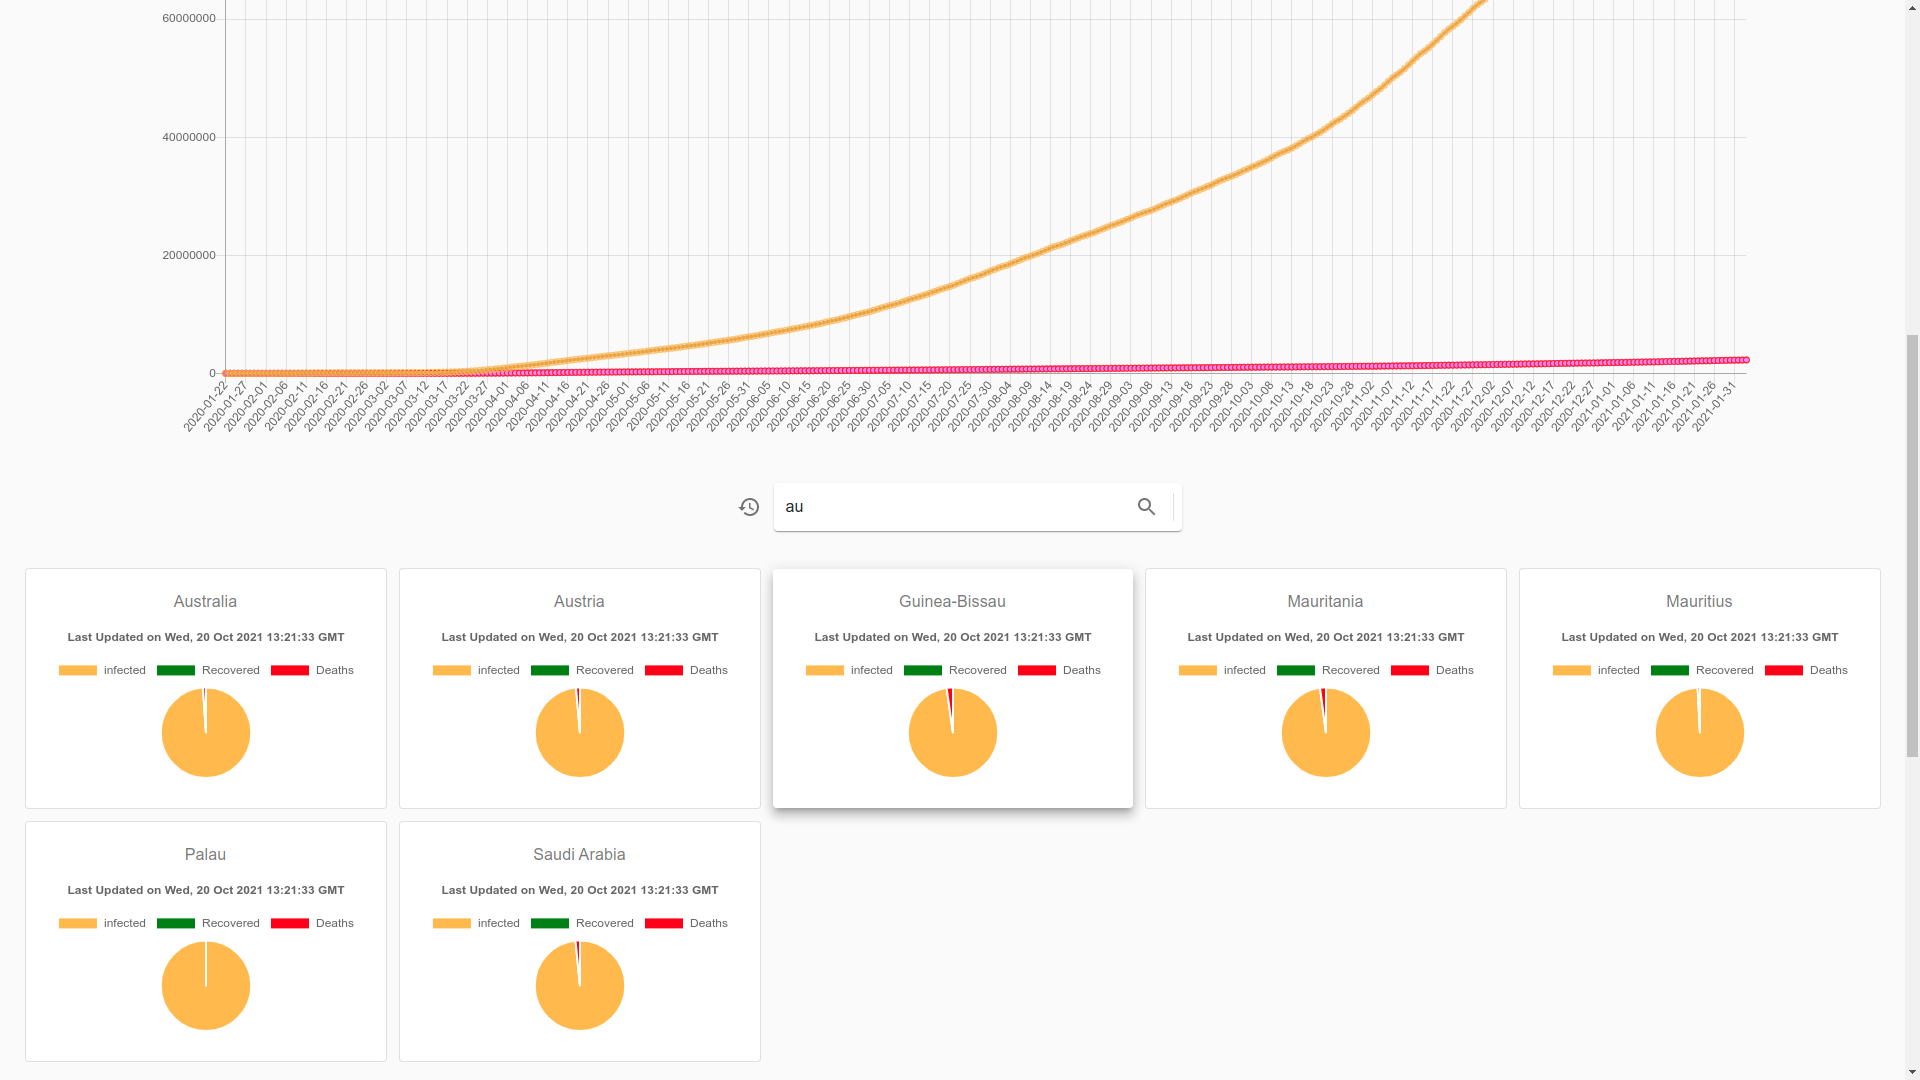 60000000
40000000
20000000
0
2020-01-22 2020-01-27 2020-02-01 2020-02-06 2020-02-11 2020-02-16 2020-02-21 2020-02-26 2020-03-02 2020-03-07 2020-03-12 2020-03-17 2020-03-22 2020-03-27 2020-04-01 2020-04-06 2020-04-11 2020-04-16 2020-04-21 2020-04-26 2020-05-01 2020-05-06 2020-05-11 2020-05-16 2020-05-21 2020-05-26 2020-05-31 2020-06-05 2020-06-10 2020-06-15 2020-06-20 2020-06-25 2020-06-30 2020-07-05 2020-07-10 2020-07-15 2020-07-20 2020-07-25 2020-07-30 2020-08-04 2020-08-09 2020-08-14 2020-08-19 2020-08-24 2020-08-29 2020-09-03 2020-09-08 2020-09-13 2020-09-18 2020-09-23 2020-09-28 2020-10-03 2020-10-08 2020-10-13 2020-10-18 2020-10-23 2020-10-28 2020-11-02 2020-11-07 2020-11-12 2020-11-17 2020-11-22 2020-11-27 2020-12-02 2020-12-07 2020-12-12 2020-12-17 2020-12-22 2020-12-27 2021-01-01 2021-01-06 2021-01-11 2021-01-16 2021-01-21 2021-01-26 2021-01-31
au
Australia
Last Updated on Wed, 20 Oct 2021 13:21:33 GMT
infected Recovered Deaths
Austria
Last Updated on Wed, 20 Oct 2021 13:21:33 GMT
infected Recovered Deaths
Guinea-Bissau
Last Updated on Wed, 20 Oct 2021 13:21:33 GMT
infected Recovered Deaths
Mauritania
Last Updated on Wed, 20 Oct 2021 13:21:33 GMT
infected Recovered Deaths
Mauritius
Last Updated on Wed, 20 Oct 2021 13:21:33 GMT
infected Recovered Deaths
Palau
Last Updated on Wed, 20 Oct 2021 13:21:33 GMT
infected Recovered Deaths
Saudi Arabia
Last Updated on Wed, 20 Oct 2021 13:21:33 GMT
infected Recovered Deaths